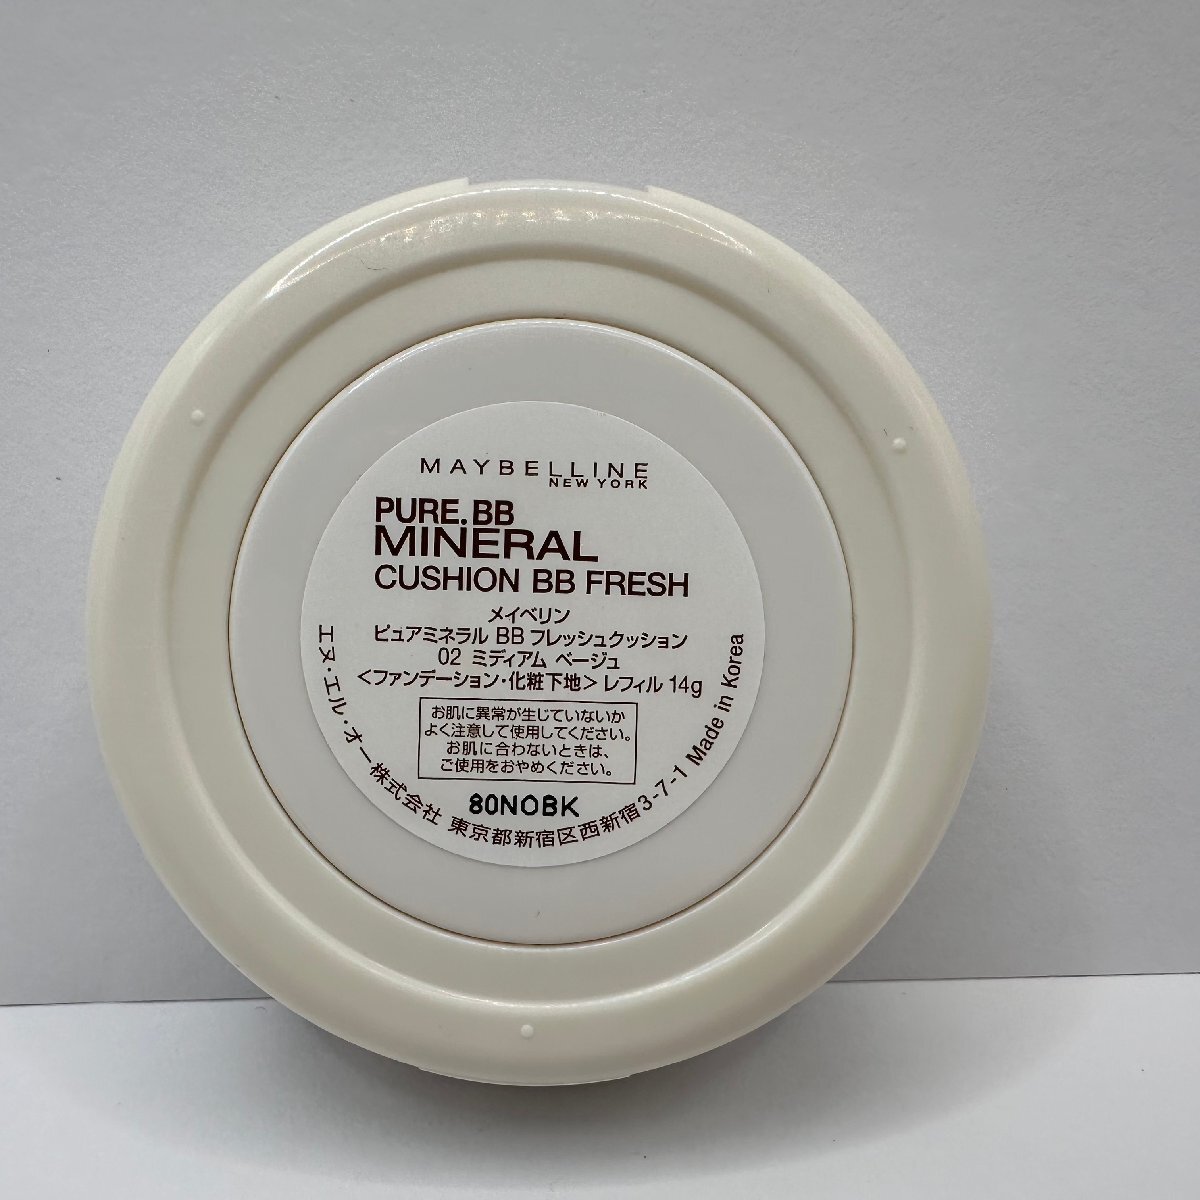 MAYBELLINE
NEW YORK
PURE.BB
MINERAL
CUSHION BB FRESH
メイベリン
ピュアミネラル BB フレッシュクッション
02 ミディアム ベージュ
<ファンデーション・化粧下地> レフィル 14g
お肌に異常が生じていないか
よく注意して使用してください。
お肌に合わないときは、
ご使用をおやめください。
80N0BK
エヌ・エル・オー株式会社 東京都新宿区西新宿3-7-1 Made in Korea